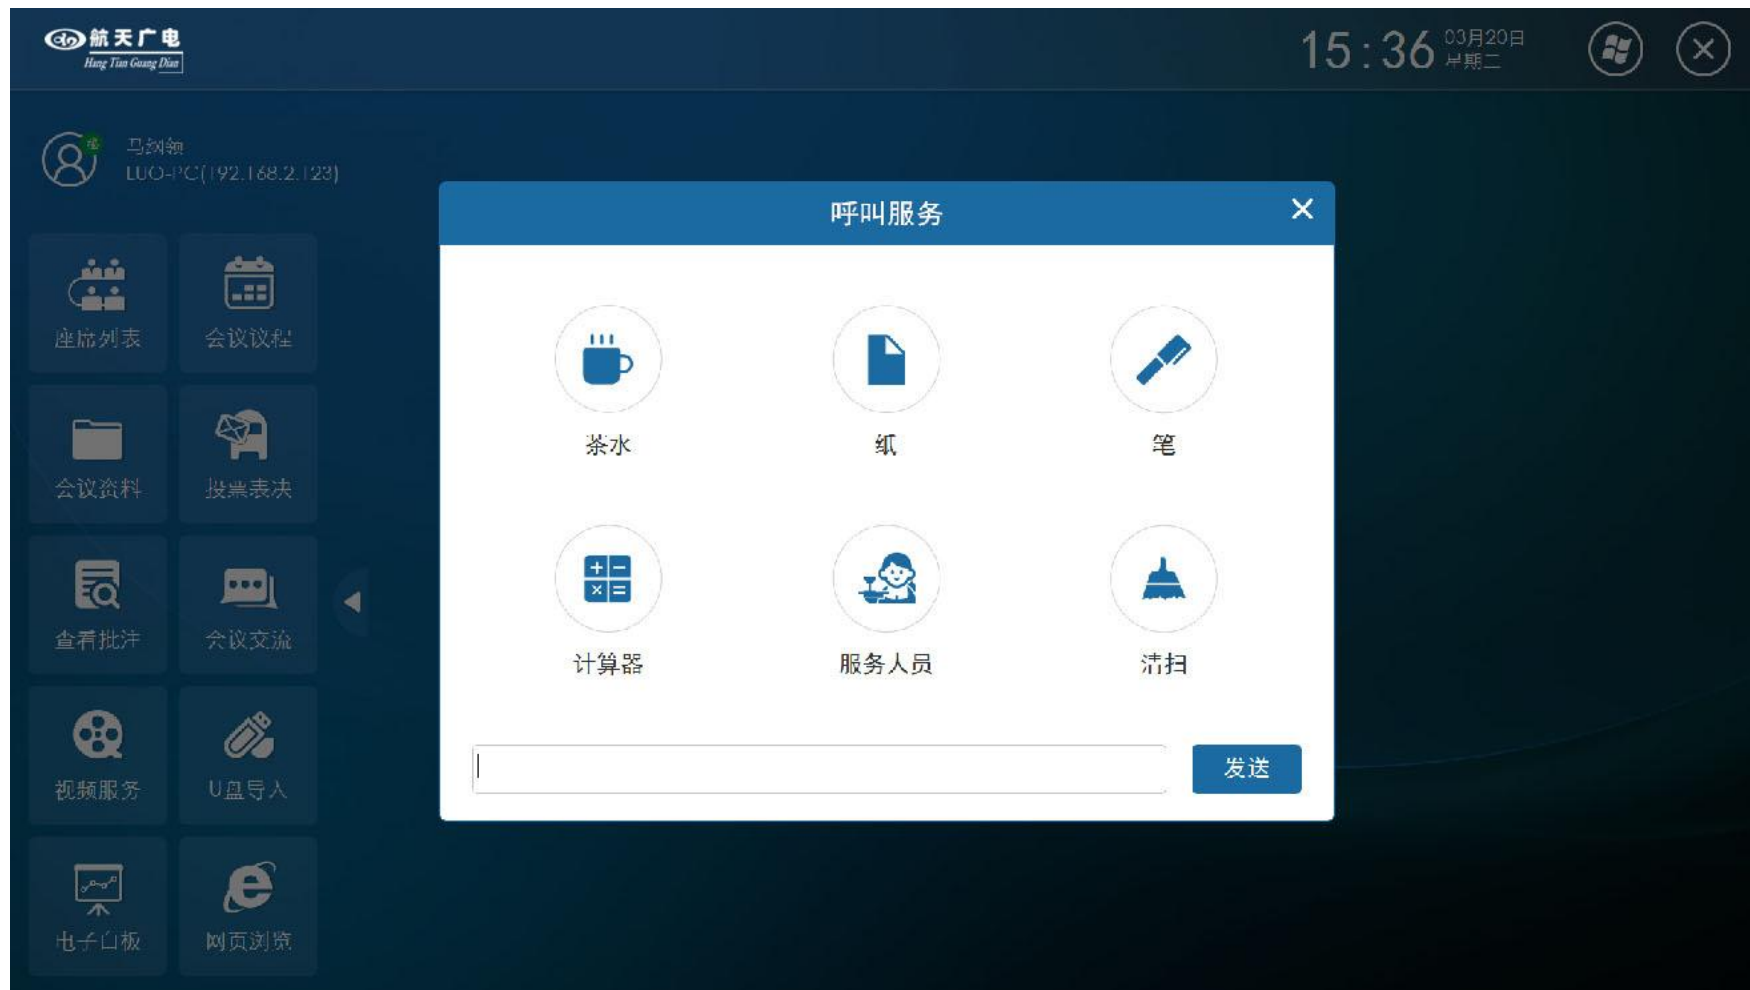 航天广电
Hang Tian Guang Dian
15:36
03月20日
星期二
马纲领
LUO-PC(192.168.2.123)
座席列表
会议议程
会议资料
投票表决
查看批注
会议交流
视频服务
U盘导入
电子白板
网页浏览
呼叫服务
茶水
纸
笔
计算器
服务人员
清扫
发送